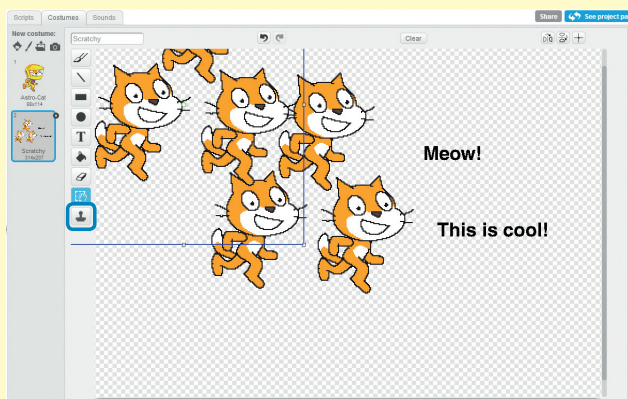 Scripts Costumes Sounds
Share See project pa
New costume:
Scratchy
Clear
1
Astro-Cat
2
Scratchy
T
Meow!
This is cool!